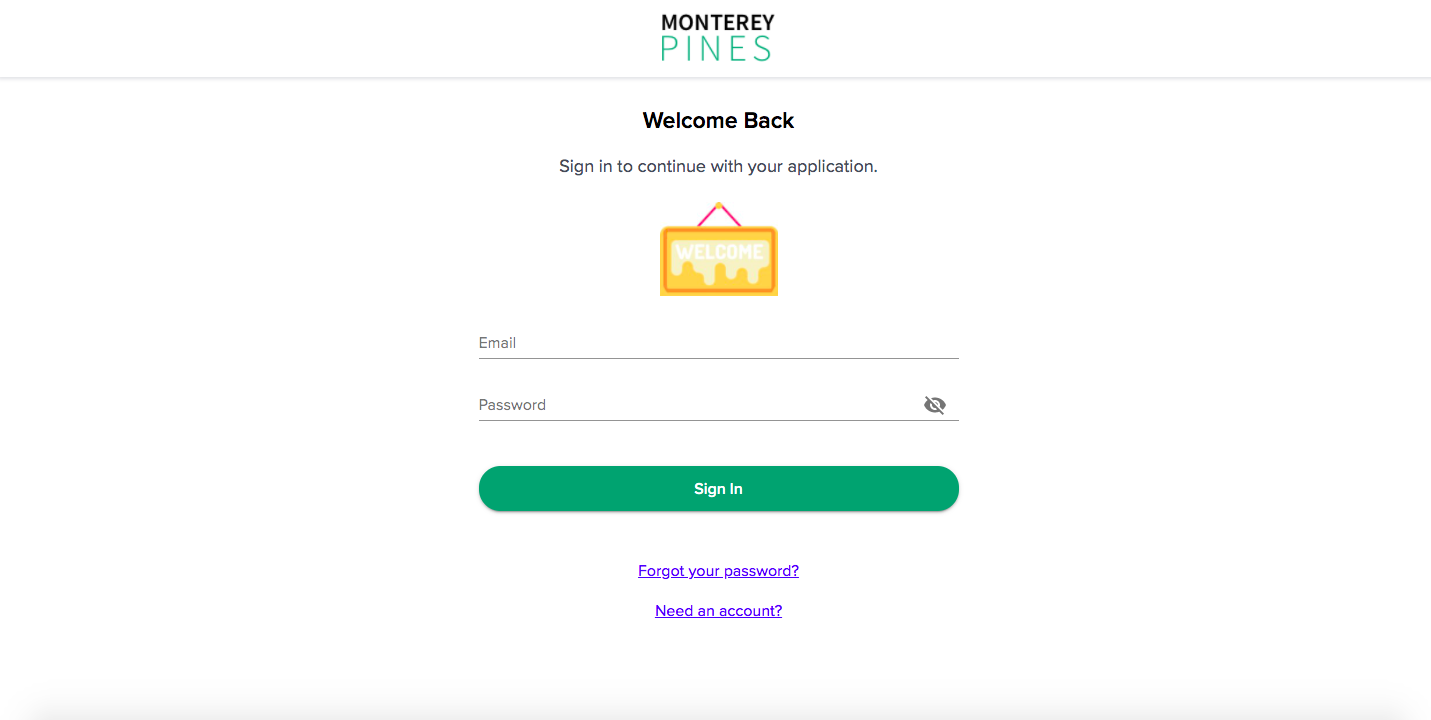 MONTEREY
PINES
Welcome Back
Sign in to continue with your application.
WELCOME
Email
Password
Sign In
Forgot your password?
Need an account?